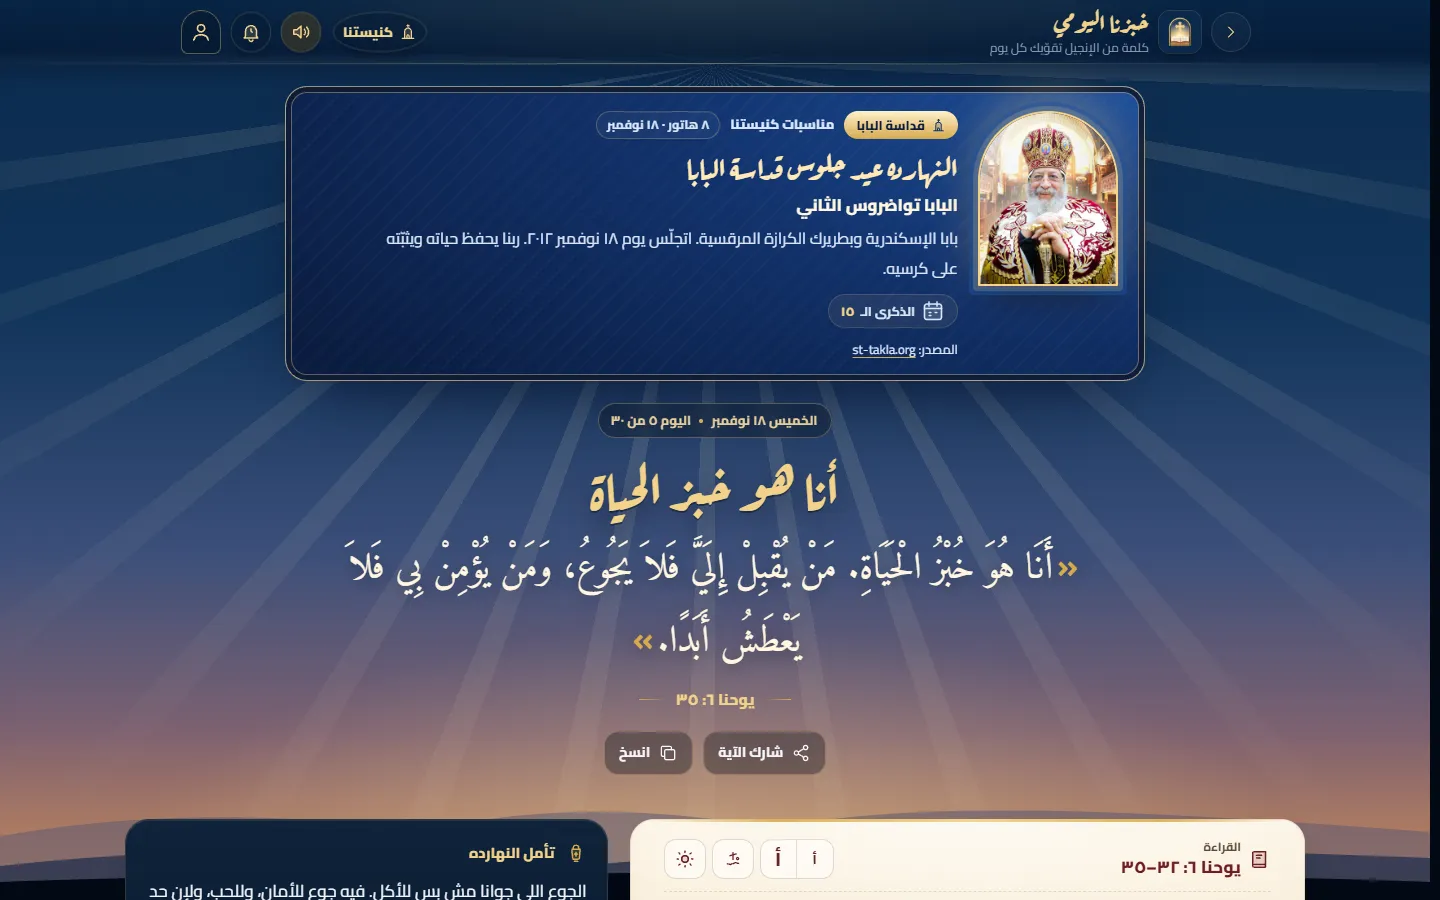 خبزنا اليومي
كلمة من الإنجيل تقوّيك كل يوم
كنيستنا
قداسة البابا
مناسبات كنيستنا
٨ هاتور · ١٨ نوفمبر
النهارده عيد جلوس قداسة البابا
البابا تواضروس الثاني
بابا الإسكندرية وبطريرك الكرازة المرقسية. اتجلّس يوم ١٨ نوفمبر ٢٠١٢. ربنا يحفظ حياته ويثبّته
على كرسيه.
الذكرى الـ ١٥
المصدر: st-takla.org
الخميس ١٨ نوفمبر • اليوم ٥ من ٣٠
أنا هو خبز الحياة
«أَنَا هُوَ خُبْزُ الْحَيَاةِ. مَنْ يُقْبِلْ إِلَيَّ فَلاَ يَجُوعُ، وَمَنْ يُؤْمِنْ بِي فَلاَ
يَعْطَشُ أَبَدًا.»
يوحنا ٦: ٣٥
شارك الآية
انسخ
القراءة
يوحنا ٦: ٣٢–٣٥
أ
أ
تأمل النهارده
الجوع اللي جوانا مش بس للأكل. فيه جوع للأمان، وللحب، ولإن حد